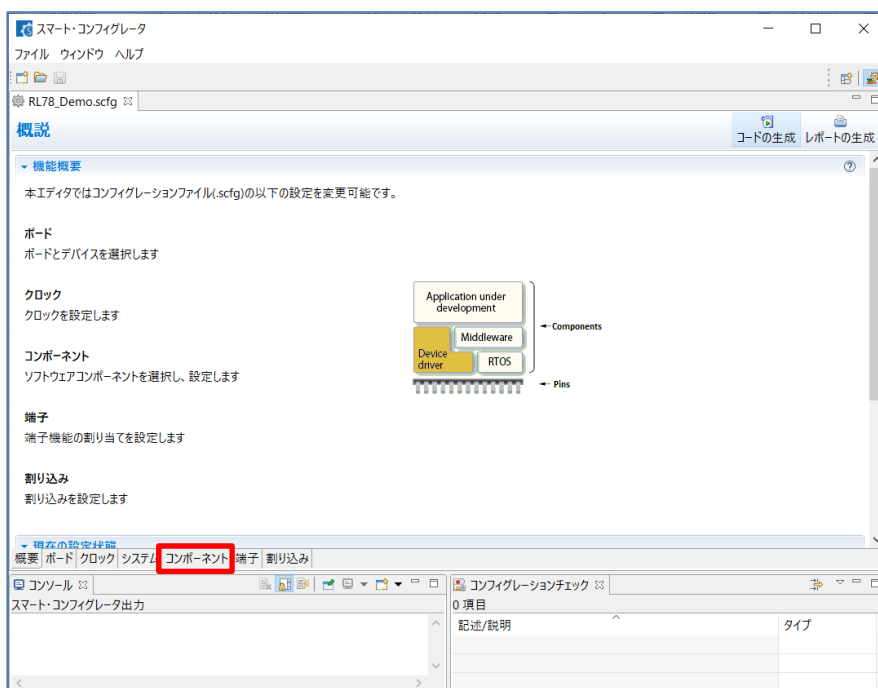 スマート・コンフィグレータ
ファイル ウィンドウ ヘルプ
RL78_Demo.scfg
概説
コードの生成 レポートの生成
機能概要
本エディタではコンフィグレーションファイル(.scfg)の以下の設定を変更可能です。
ボード
ボードとデバイスを選択します
クロック
クロックを設定します
コンポーネント
ソフトウェアコンポーネントを選択し、設定します
端子
端子機能の割り当てを設定します
割り込み
割り込みを設定します
Application under
development
Middleware
Device
driver
RTOS
Components
Pins
現在の設定状態
概要 ボード クロック システム コンポーネント 端子 割り込み
コンソール
スマート・コンフィグレータ出力
コンフィグレーションチェック
0 項目
記述/説明 タイプ